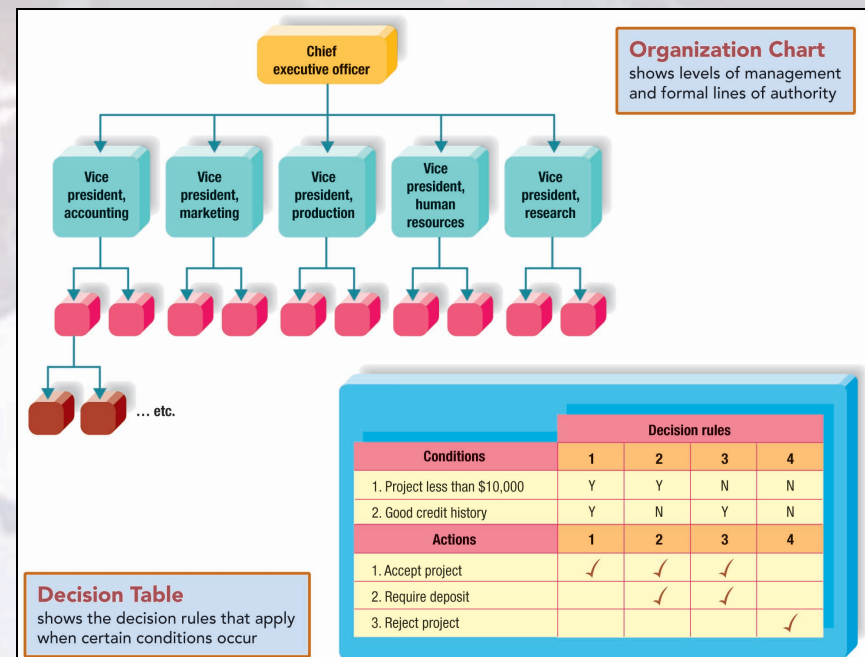 Chief
executive officer
Organization Chart
shows levels of management
and formal lines of authority
Vice
president,
accounting
Vice
president,
marketing
Vice
president,
production
Vice
president,
human
resources
Vice
president,
research
... etc.
Decision rules
Conditions 1 2 3 4
1. Project less than $10,000 Y Y N N
2. Good credit history Y N Y N
Actions 1 2 3 4
1. Accept project ✓ ✓ ✓
2. Require deposit ✓ ✓
3. Reject project ✓
Decision Table
shows the decision rules that apply
when certain conditions occur